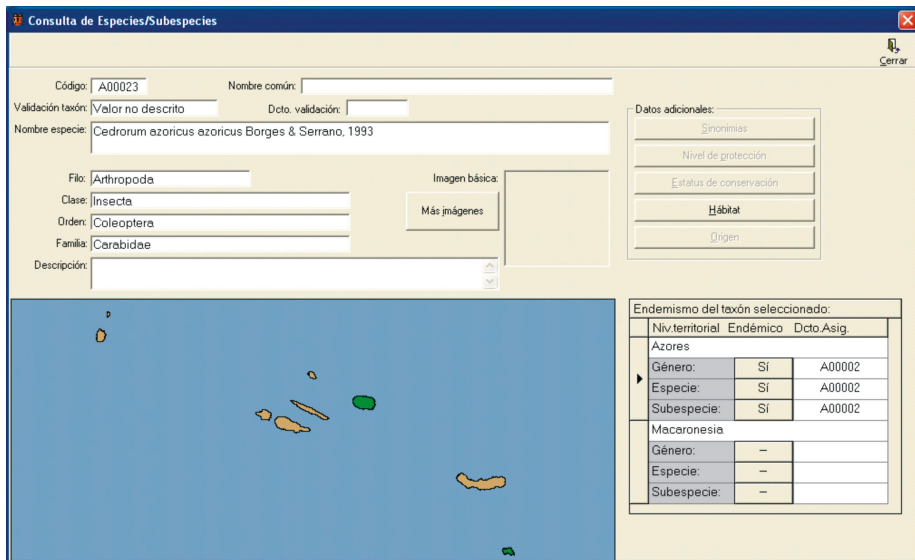 Consulta de Especies/Subespecies
Cerrar
Código: A00023 Nombre común:
Validación taxón: Valor no descrito Dcto. validación:
Nombre especie: Cedrorum azoricus azoricus Borges & Serrano, 1993
Datos adicionales:
Sinonimias
Nivel de protección
Estatus de conservación
Hábitat
Origen
Filo: Arthropoda
Clase: Insecta
Orden: Coleoptera
Familia: Carabidae
Descripción:
Imagen básica:
Más imágenes
Endemismo del taxón seleccionado:
Niv.territorial Endémico Dcto.Asig.
Azores
Género: Sí A00002
Especie: Sí A00002
Subespecie: Sí A00002
Macaronesia
Género: –
Especie: –
Subespecie: –